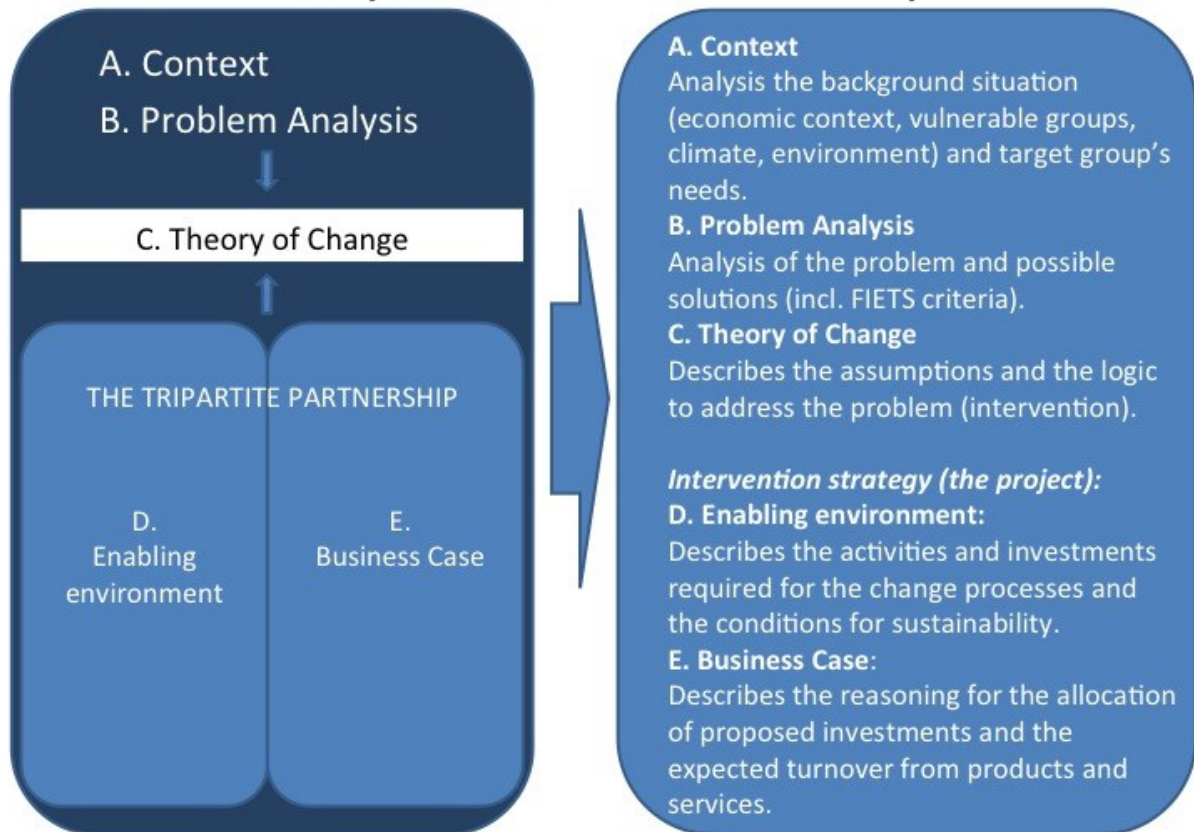 A. Context
B. Problem Analysis
C. Theory of Change
THE TRIPARTITE PARTNERSHIP
D.
Enabling
environment
E.
Business Case
A. Context
Analysis the background situation
(economic context, vulnerable groups,
climate, environment) and target group's
needs.
B. Problem Analysis
Analysis of the problem and possible
solutions (incl. FIETS criteria).
C. Theory of Change
Describes the assumptions and the logic
to address the problem (intervention).
Intervention strategy (the project):
D. Enabling environment:
Describes the activities and investments
required for the change processes and
the conditions for sustainability.
E. Business Case:
Describes the reasoning for the allocation
of proposed investments and the
expected turnover from products and
services.